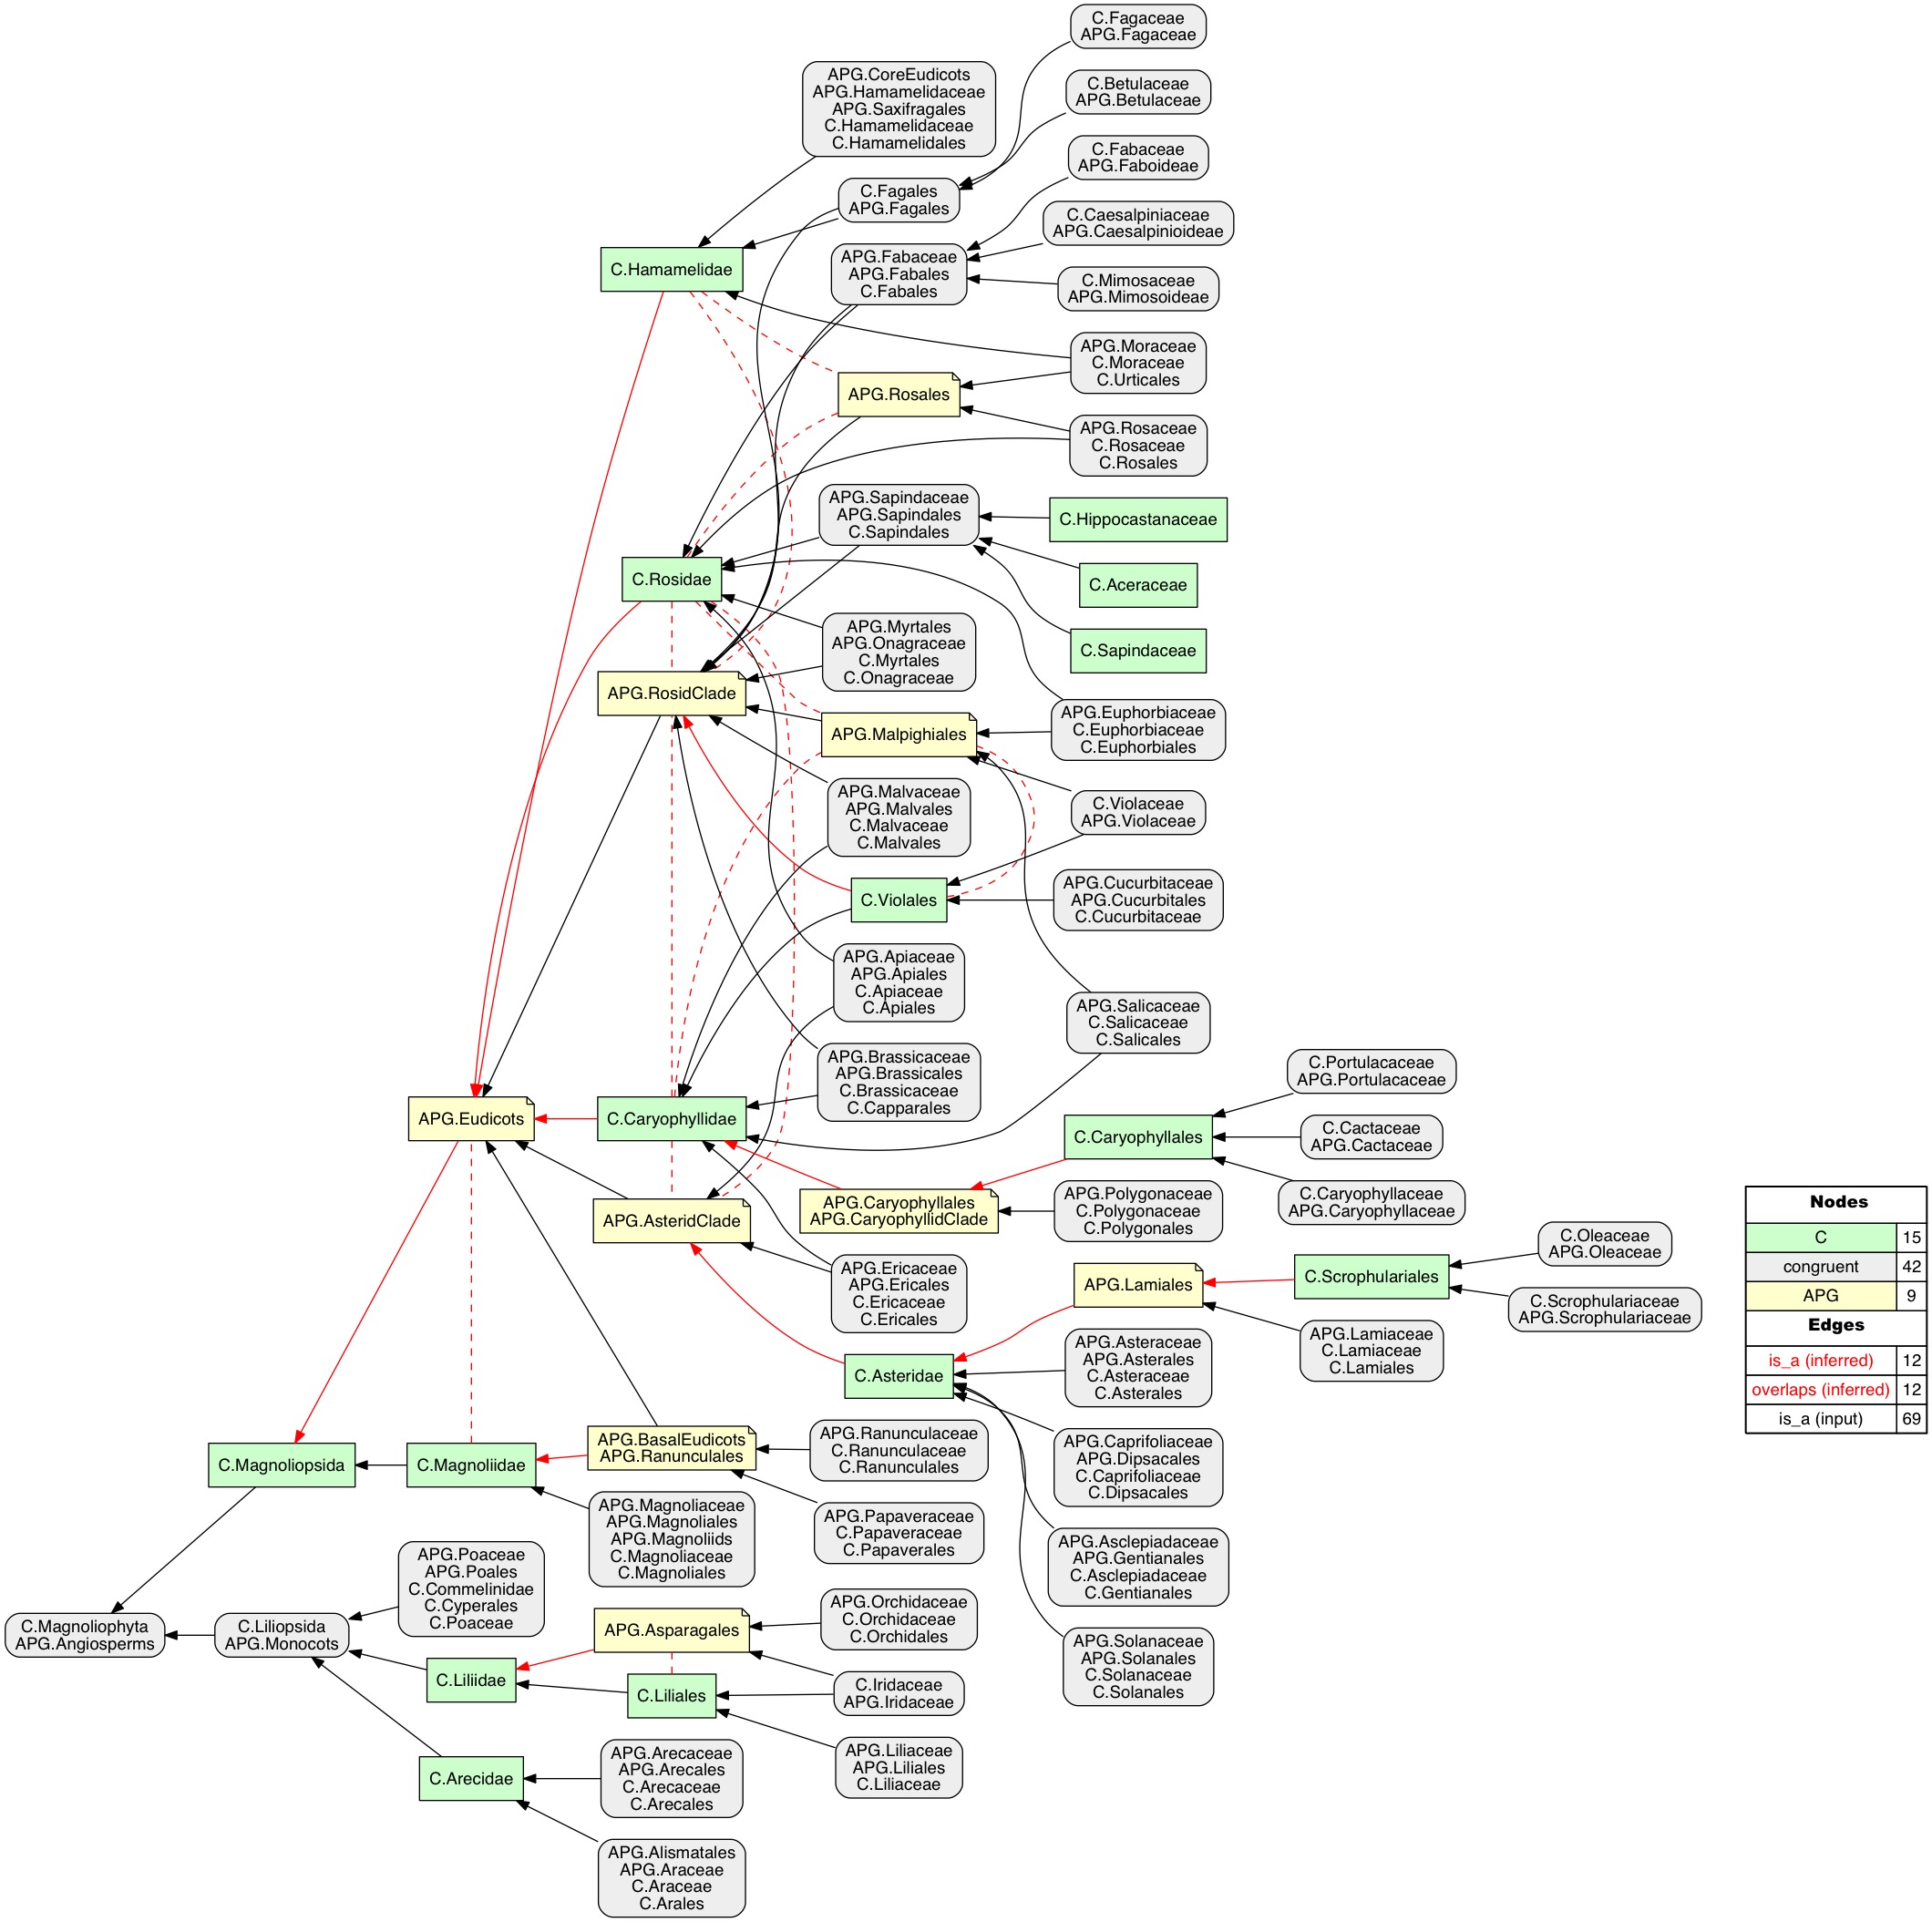 C.Fagaceae
APG.Fagaceae
APG.CoreEudicots
APG.Hamamelidaceae
APG.Saxifragales
C.Hamamelidaceae
C.Hamamelidales
C.Betulaceae
APG.Betulaceae
C.Fabaceae
APG.Faboideae
C.Fagales
APG.Fagales
C.Caesalpiniaceae
APG.Caesalpinioideae
C.Hamamelidae
APG.Fabaceae
APG.Fabales
C.Fabales
C.Mimosaceae
APG.Mimosoideae
APG.Moraceae
C.Moraceae
C.Urticales
APG.Rosales
APG.Rosaceae
C.Rosaceae
C.Rosales
APG.Sapindaceae
APG.Sapindales
C.Sapindales
C.Hippocastanaceae
C.Rosidae
C.Aceraceae
APG.Myrtales
APG.Onagraceae
C.Myrtales
C.Onagraceae
C.Sapindaceae
APG.RosidClade
APG.Malpighiales
APG.Euphorbiaceae
C.Euphorbiaceae
C.Euphorbiales
APG.Malvaceae
APG.Malvales
C.Malvaceae
C.Malvales
C.Violaceae
APG.Violaceae
C.Violales
APG.Cucurbitaceae
APG.Cucurbitales
C.Cucurbitaceae
APG.Apiaceae
APG.Apiales
C.Apiaceae
C.Apiales
APG.Salicaceae
C.Salicaceae
C.Salicales
APG.Brassicaceae
APG.Brassicales
C.Brassicaceae
C.Capparales
C.Portulacaceae
APG.Portulacaceae
APG.Eudicots
C.Caryophyllidae
C.Caryophyllales
C.Cactaceae
APG.Cactaceae
C.Caryophyllaceae
APG.Caryophyllaceae
APG.AsteridClade
APG.Caryophyllales
APG.CaryophyllidClade
APG.Polygonaceae
C.Polygonaceae
C.Polygonales
C.Oleaceae
APG.Oleaceae
APG.Ericaceae
APG.Ericales
C.Ericaceae
C.Ericales
APG.Lamiales
C.Scrophulariales
C.Scrophulariaceae
APG.Scrophulariaceae
APG.Lamiaceae
C.Lamiaceae
C.Lamiales
C.Asteridae
APG.Asteraceae
APG.Asterales
C.Asteraceae
C.Asterales
C.Magnoliopsida
C.Magnoliidae
APG.BasalEudicots
APG.Ranunculales
APG.Ranunculaceae
C.Ranunculaceae
C.Ranunculales
APG.Caprifoliaceae
APG.Dipsacales
C.Caprifoliaceae
C.Dipsacales
APG.Magnoliaceae
APG.Magnoliales
APG.Magnoliids
C.Magnoliaceae
C.Magnoliales
APG.Papaveraceae
C.Papaveraceae
C.Papaverales
APG.Asclepiadaceae
APG.Gentianales
C.Asclepiadaceae
C.Gentianales
APG.Poaceae
APG.Poales
C.Commelinidae
C.Cyperales
C.Poaceae
C.Magnoliophyta
APG.Angiosperms
C.Liliopsida
APG.Monocots
APG.Asparagales
APG.Orchidaceae
C.Orchidaceae
C.Orchidales
APG.Solanaceae
APG.Solanales
C.Solanaceae
C.Solanales
C.Liliidae
C.Liliales
C.Iridaceae
APG.Iridaceae
APG.Liliaceae
APG.Liliales
C.Liliaceae
C.Arecidae
APG.Arecaceae
APG.Arecales
C.Arecaceae
C.Arecales
APG.Alismatales
APG.Araceae
C.Araceae
C.Arales
Nodes
C 15
congruent 42
APG 9
Edges
is_a (inferred) 12
overlaps (inferred) 12
is_a (input) 69